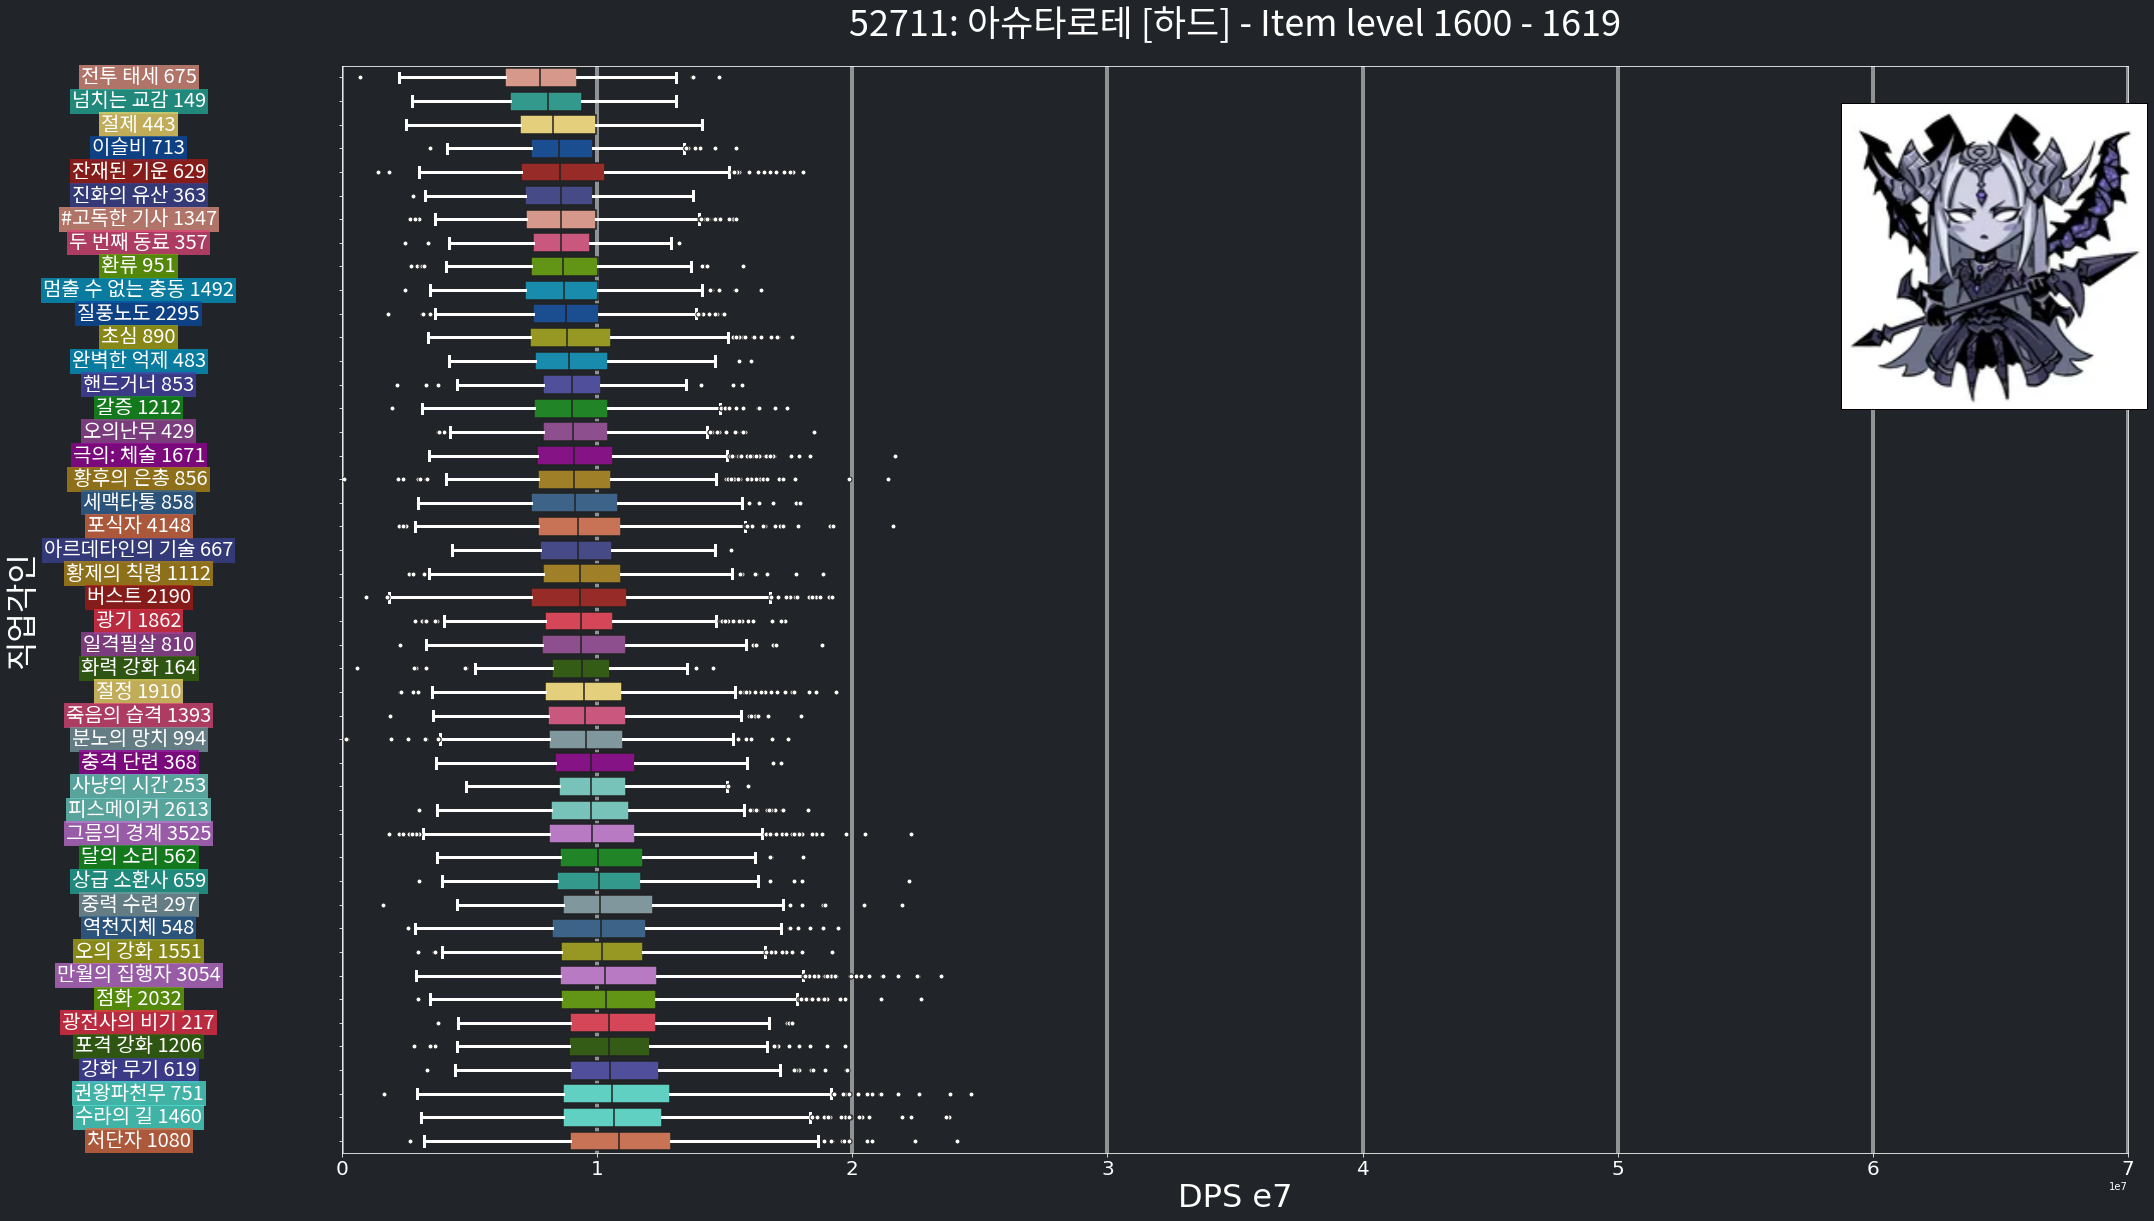 52711: 아슈타로테 [하드] - Item level 1600 - 1619
전투 태세 675
넘치는 교감 149
절제 443
이슬비 713
잔재된 기운 629
진화의 유산 363
#고독한 기사 1347
두 번째 동료 357
환류 951
멈출 수 없는 충동 1492
질풍노도 2295
초심 890
완벽한 억제 483
핸드거너 853
갈증 1212
오의난무 429
극의: 체술 1671
황후의 은총 856
세맥타통 858
포식자 4148
아르데타인의 기술 667
황제의 칙령 1112
버스트 2190
광기 1862
일격필살 810
화력 강화 164
절정 1910
죽음의 습격 1393
분노의 망치 994
충격 단련 368
사냥의 시간 253
피스메이커 2613
그믐의 경계 3525
달의 소리 562
상급 소환사 659
중력 수련 297
역천지체 548
오의 강화 1551
만월의 집행자 3054
점화 2032
광전사의 비기 217
포격 강화 1206
강화 무기 619
권왕파천무 751
수라의 길 1460
처단자 1080
직업각인
0 1 2 3 4 5 6 7
1e7
DPS e7